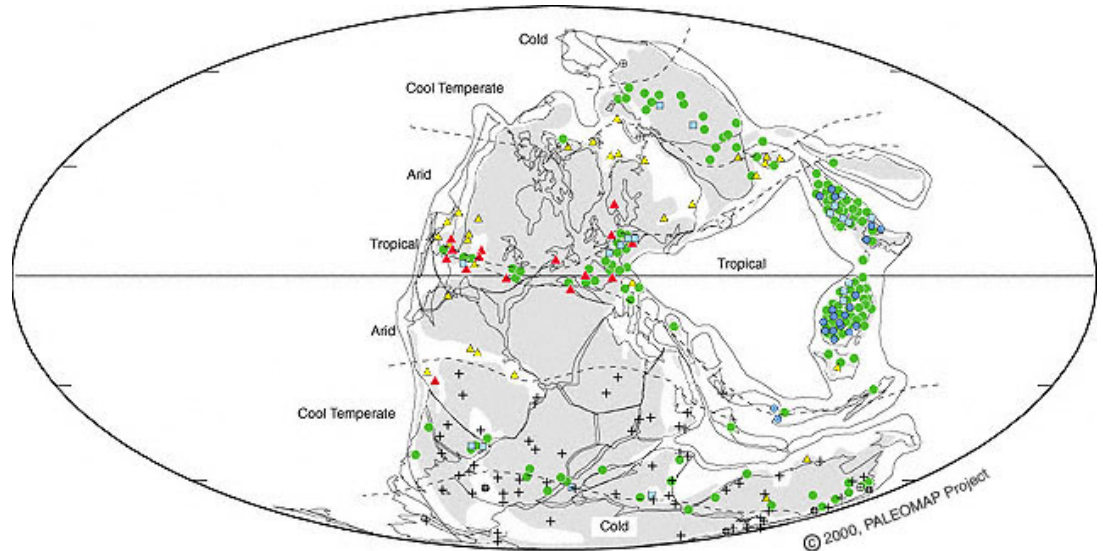 Cold
Cool Temperate
Arid
Tropical
Tropical
Arid
Cool Temperate
Cold
© 2000, PALEOMAP Project